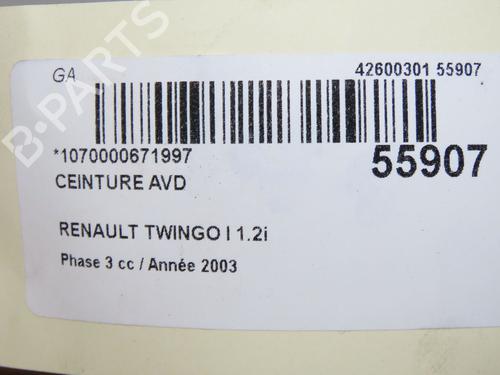 GA
42600301 55907
*1070000671997
55907
CEINTURE AVD
RENAULT TWINGO I 1.2i
Phase 3 cc / Année 2003
B-PARTS